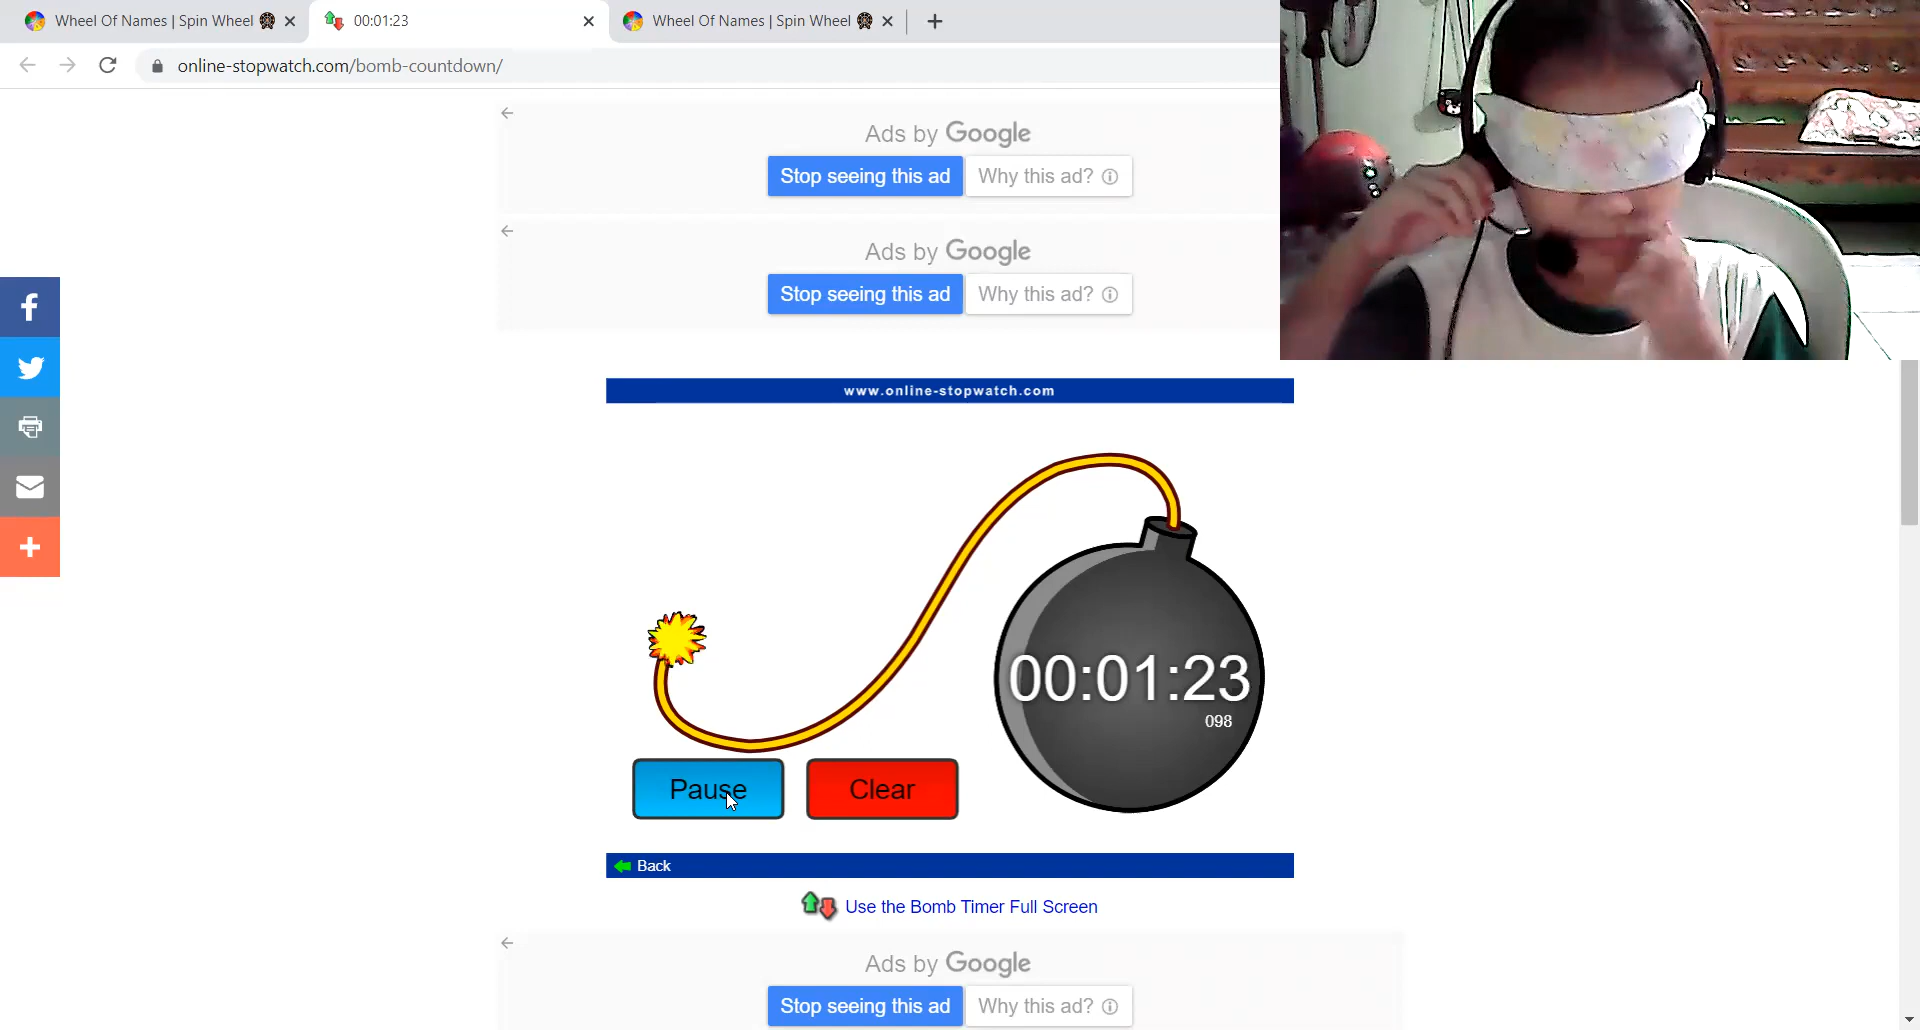 Wheel Of Names | Spin Wheel
00:01:23
Wheel Of Names | Spin Wheel
online-stopwatch.com/bomb-countdown/
Ads by Google
Stop seeing this ad
Why this ad?
Ads by Google
Stop seeing this ad
Why this ad?
www.online-stopwatch.com
00:01:23
098
Pause
Clear
Back
Use the Bomb Timer Full Screen
Ads by Google
Stop seeing this ad
Why this ad?